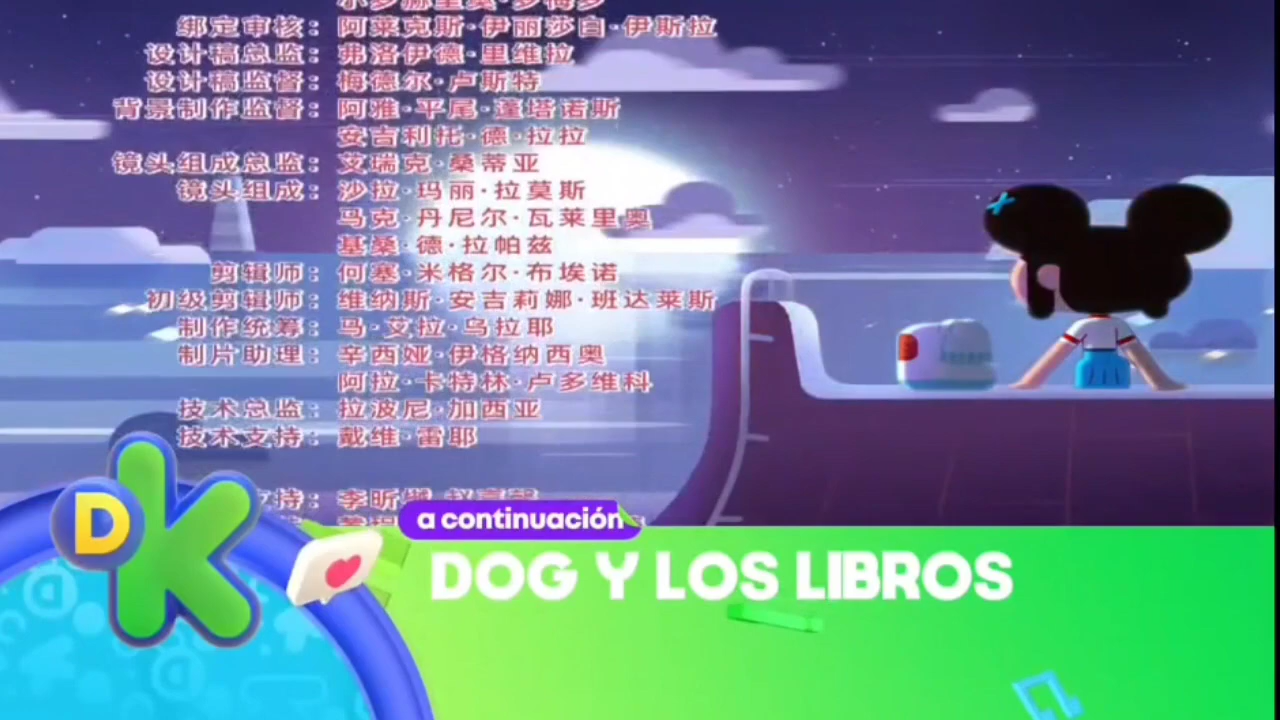 绑定审核：阿莱克斯·伊丽莎白·伊斯拉
设计稿总监：弗洛伊德·里维拉
设计稿监督：梅德尔·卢斯特
背景制作监督：阿雅·平尾·蓬塔诺斯
安吉利托·德·拉拉
镜头组成总监：艾瑞克·桑蒂亚
镜头组成：沙拉·玛丽·拉莫斯
马克·丹尼尔·瓦莱里奥
基桑·德·拉帕兹
剪辑师：何塞·米格尔·布埃诺
初级剪辑师：维纳斯·安吉莉娜·班达莱斯
制作统筹：马·艾拉·乌拉耶
制片助理：辛西娅·伊格纳西奥
阿拉·卡特林·卢多维科
技术总监：拉波尼·加西亚
技术支持：戴维·雷耶
持：李昕
DK
a continuación
DOG Y LOS LIBROS